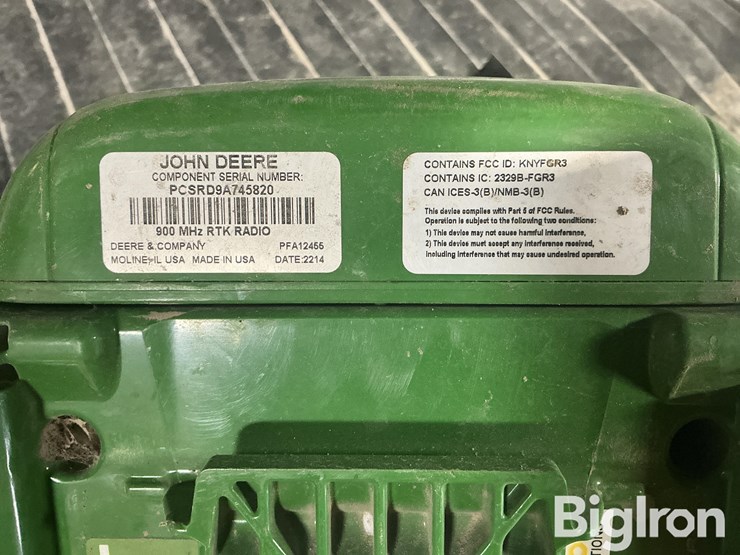 JOHN DEERE
COMPONENT SERIAL NUMBER:
PCSRD9A745820
900 MHz RTK RADIO
DEERE & COMPANY PFA12455
MOLINE, IL USA MADE IN USA DATE:2214
CONTAINS FCC ID: KNYFGR3
CONTAINS IC: 2329B-FGR3
CAN ICES-3(B)/NMB-3(B)
This device complies with Part 5 of FCC Rules.
Operation is subject to the following two conditions:
1) This device may not cause harmful interference,
2) This device must accept any interference received,
including interference that may cause undesired operation.
BigIron